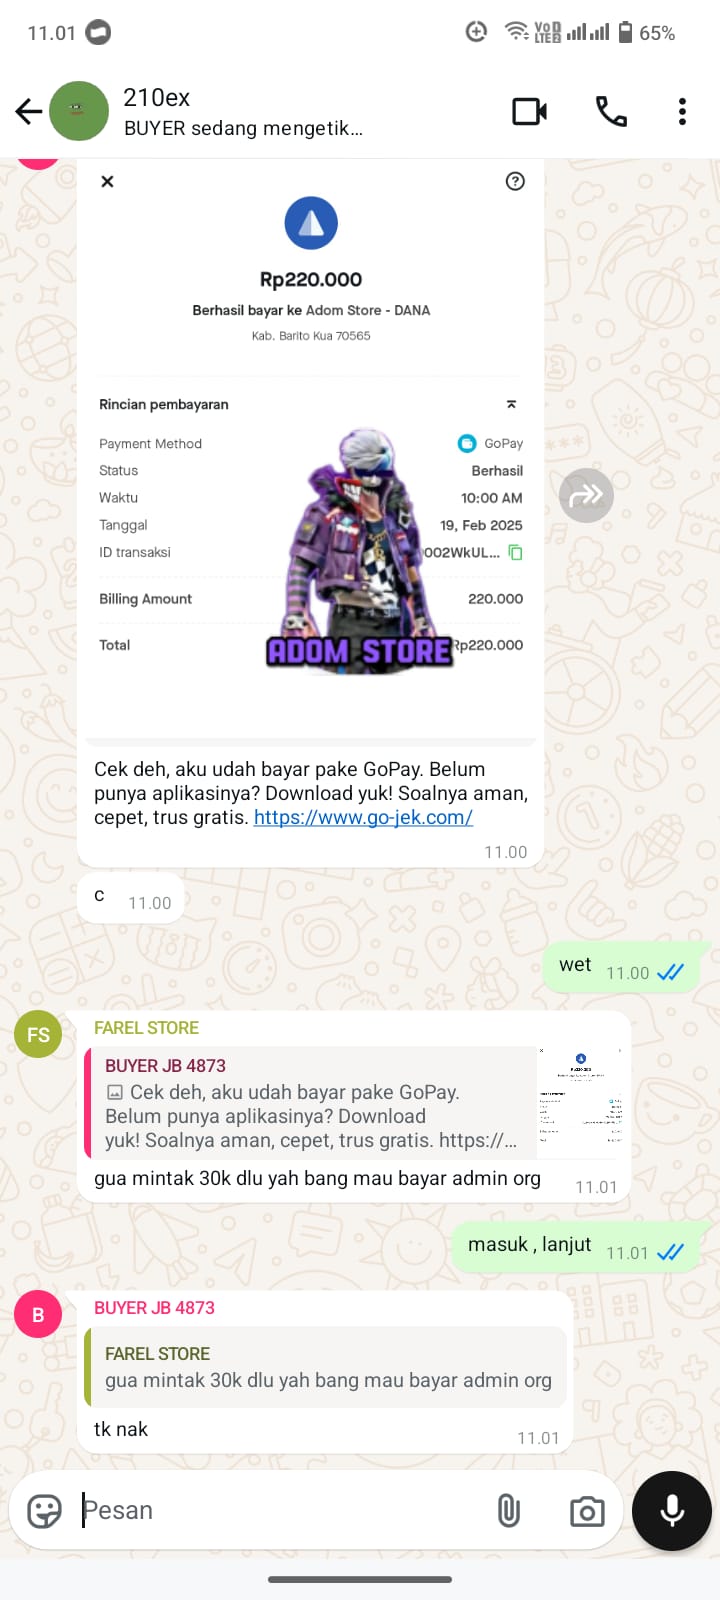 11.01
VoD
LTE2
65%
210ex
BUYER sedang mengetik...
Rp220.000
Berhasil bayar ke Adom Store - DANA
Kab. Barito Kua 70565
Rincian pembayaran
Payment Method GoPay
Status Berhasil
Waktu 10:00 AM
Tanggal 19, Feb 2025
ID transaksi 002WkUL...
Billing Amount 220.000
Total Rp220.000
ADOM STORE
Cek deh, aku udah bayar pake GoPay. Belum
punya aplikasinya? Download yuk! Soalnya aman,
cepet, trus gratis. https://www.go-jek.com/
11.00
c 11.00
wet 11.00
FS
FAREL STORE
BUYER JB 4873
Cek deh, aku udah bayar pake GoPay.
Belum punya aplikasinya? Download
yuk! Soalnya aman, cepet, trus gratis. https://...
gua mintak 30k dlu yah bang mau bayar admin org 11.01
masuk , lanjut 11.01
B
BUYER JB 4873
FAREL STORE
gua mintak 30k dlu yah bang mau bayar admin org
tk nak 11.01
Pesan